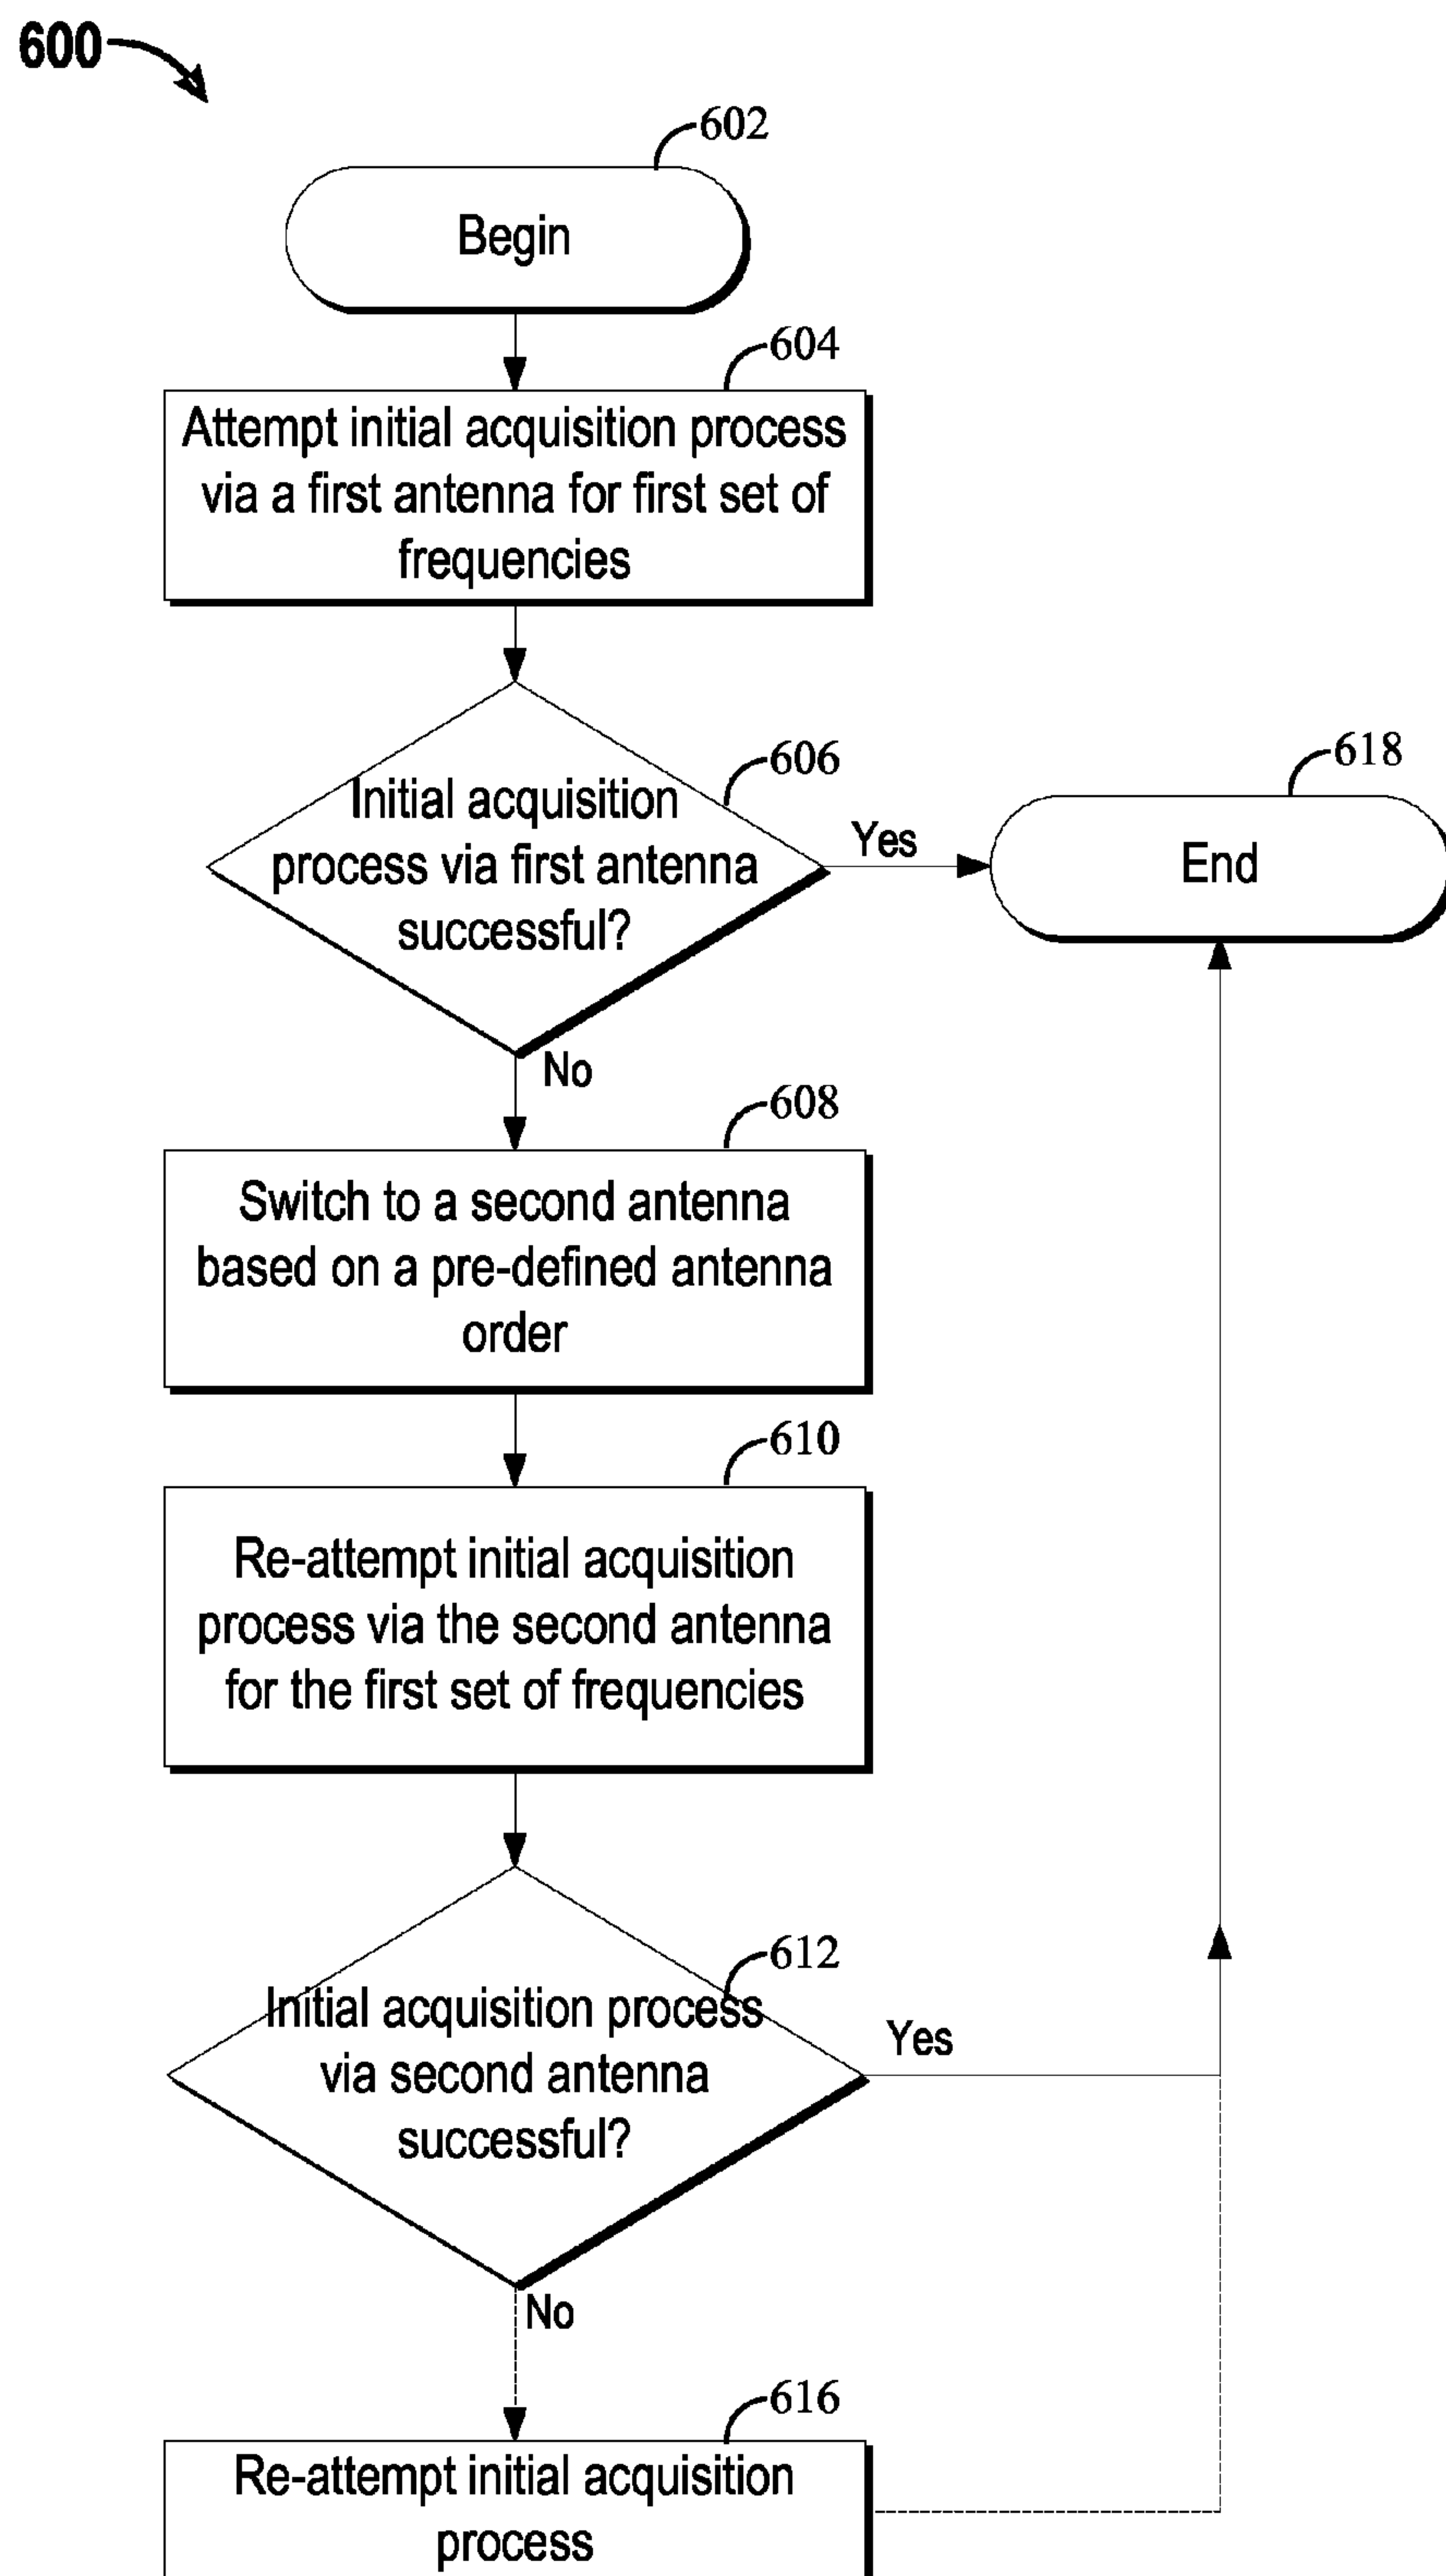 600
602
Begin
604
Attempt initial acquisition process
via a first antenna for first set of
frequencies
606
Initial acquisition
process via first antenna
successful?
Yes
618
End
No
608
Switch to a second antenna
based on a pre-defined antenna
order
610
Re-attempt initial acquisition
process via the second antenna
for the first set of frequencies
612
Initial acquisition process
via second antenna
successful?
Yes
No
616
Re-attempt initial acquisition
process